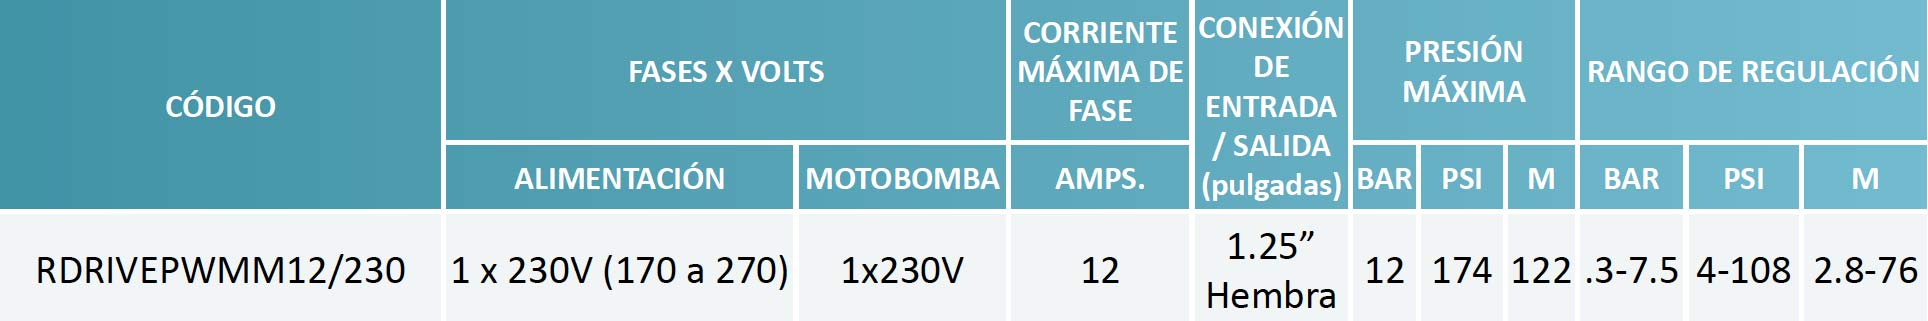 CÓDIGO
FASES X VOLTS
CORRIENTE
MÁXIMA DE
FASE
CONEXIÓN
DE
ENTRADA
/ SALIDA
(pulgadas)
PRESIÓN
MÁXIMA
RANGO DE REGULACIÓN
ALIMENTACIÓN
MOTOBOMBA
AMPS.
BAR
PSI
M
BAR
PSI
M
RDRIVEPWMM12/230
1 x 230V (170 a 270)
1x230V
12
1.25”
Hembra
12
174
122
.3-7.5
4-108
2.8-76